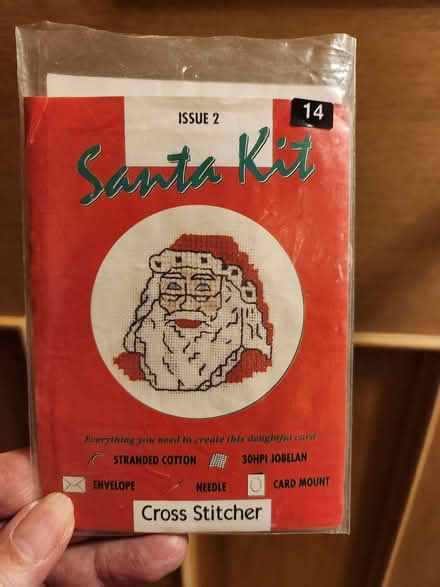 ISSUE 2
14
Santa Kit
Everything you need to create this delightful card
STRANDED COTTON 30HPI JOBELAN
ENVELOPE NEEDLE CARD MOUNT
Cross Stitcher